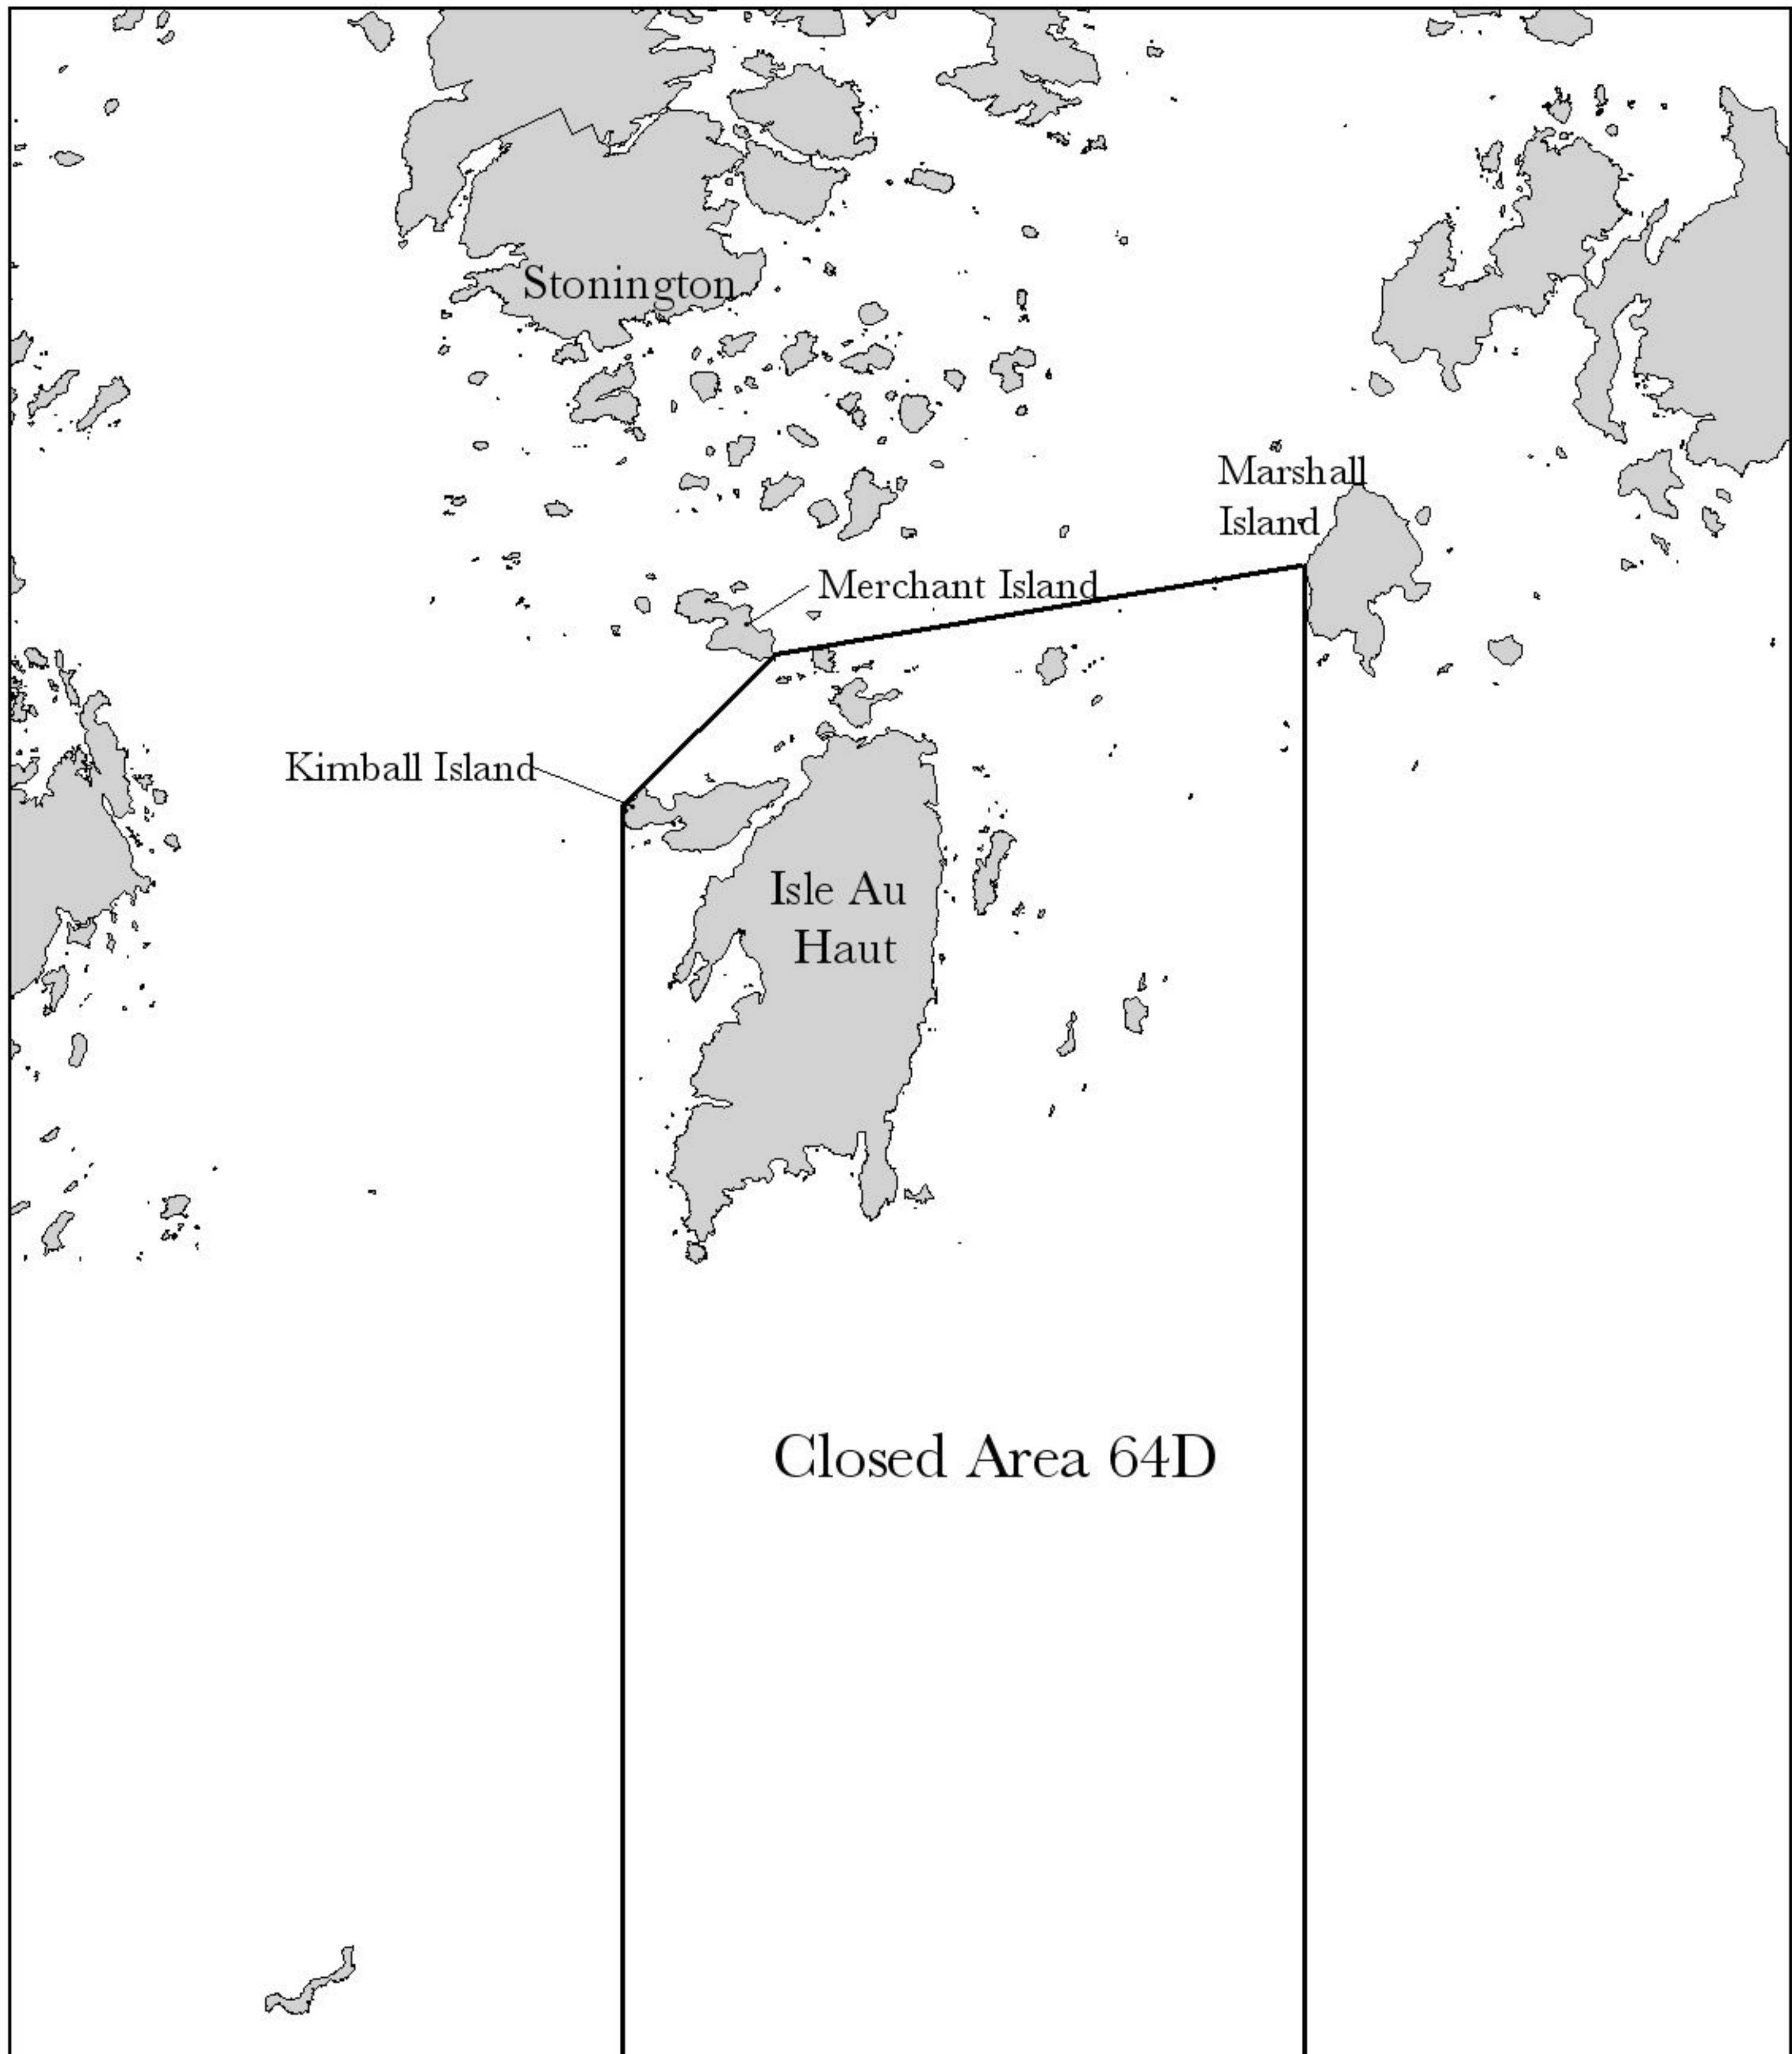 Stonington
Marshall
Island
Merchant Island
Kimball Island
Isle Au
Haut
Closed Area 64D